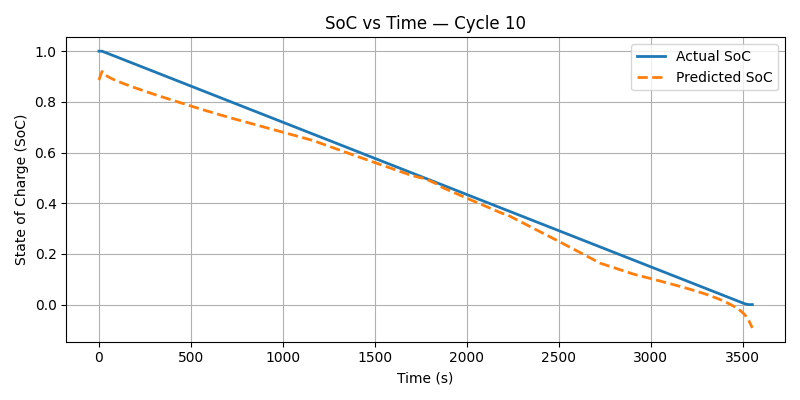 SoC vs Time — Cycle 10
Actual SoC
Predicted SoC
State of Charge (SoC)
1.0
0.8
0.6
0.4
0.2
0.0
0 500 1000 1500 2000 2500 3000 3500
Time (s)